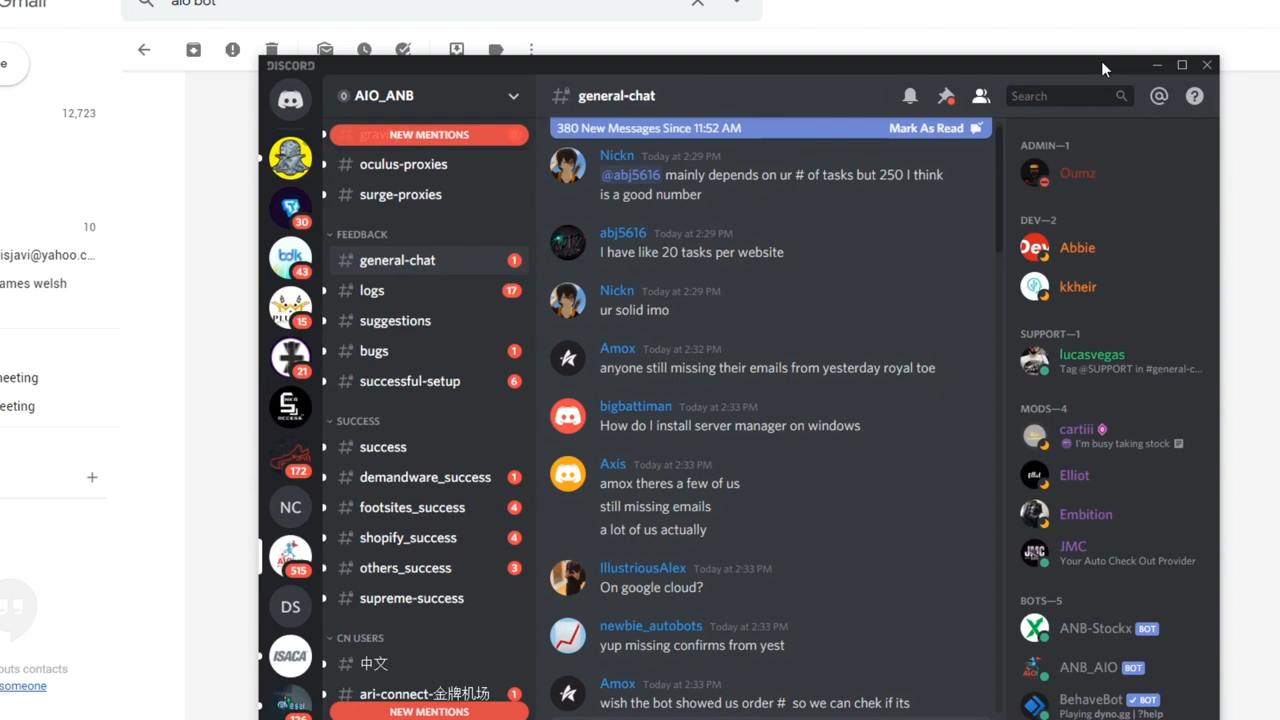 Gmail
aio bot
e
12,723
10
isjavi@yahoo.c...
ames welsh
neeting
eeting
outs contacts
someone
DISCORD
30
bdk
43
PLU
15
21
ACCESS
172
NC
515
DS
ISACA
126
AIO_ANB
NEW MENTIONS
# oculus-proxies
# surge-proxies
FEEDBACK
# general-chat 1
# logs 17
# suggestions
# bugs 1
# successful-setup 6
SUCCESS
# success
# demandware_success 1
# footsites_success 4
# shopify_success 4
# others_success 3
# supreme-success
CN USERS
# 中文
# ari-connect-金牌机场 1
NEW MENTIONS
# general-chat
Search
380 New Messages Since 11:52 AM Mark As Read
Nickn Today at 2:29 PM
@abj5616 mainly depends on ur # of tasks but 250 I think
is a good number
abj5616 Today at 2:29 PM
I have like 20 tasks per website
Nickn Today at 2:29 PM
ur solid imo
Amox Today at 2:32 PM
anyone still missing their emails from yesterday royal toe
bigbattiman Today at 2:33 PM
How do I install server manager on windows
Axis Today at 2:33 PM
amox theres a few of us
still missing emails
a lot of us actually
IllustriousAlex Today at 2:33 PM
On google cloud?
newbie_autobots Today at 2:33 PM
yup missing confirms from yest
Amox Today at 2:33 PM
wish the bot showed us order # so we can chek if its
ADMIN—1
Oumz
DEV—2
Abbie
kkheir
SUPPORT—1
lucasvegas
Tag @SUPPORT in #general-c...
MODS—4
cartiii
I'm busy taking stock
Elliot
Embition
JMC
JMC
Your Auto Check Out Provider
BOTS—5
ANB-Stockx BOT
ANB_AIO BOT
BehaveBot ✓ BOT
Playing dyno.gg | ?help